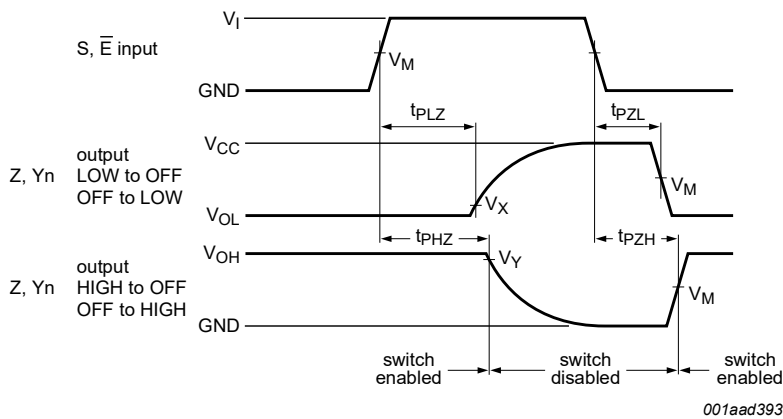 V_I
S, E̅ input
V_M
GND
t_PLZ
t_PZL
V_CC
Z, Yn
output
LOW to OFF
OFF to LOW
V_M
V_X
V_OL
t_PHZ
t_PZH
V_OH
V_Y
Z, Yn
output
HIGH to OFF
OFF to HIGH
V_M
GND
switch enabled
switch disabled
switch enabled
001aad393